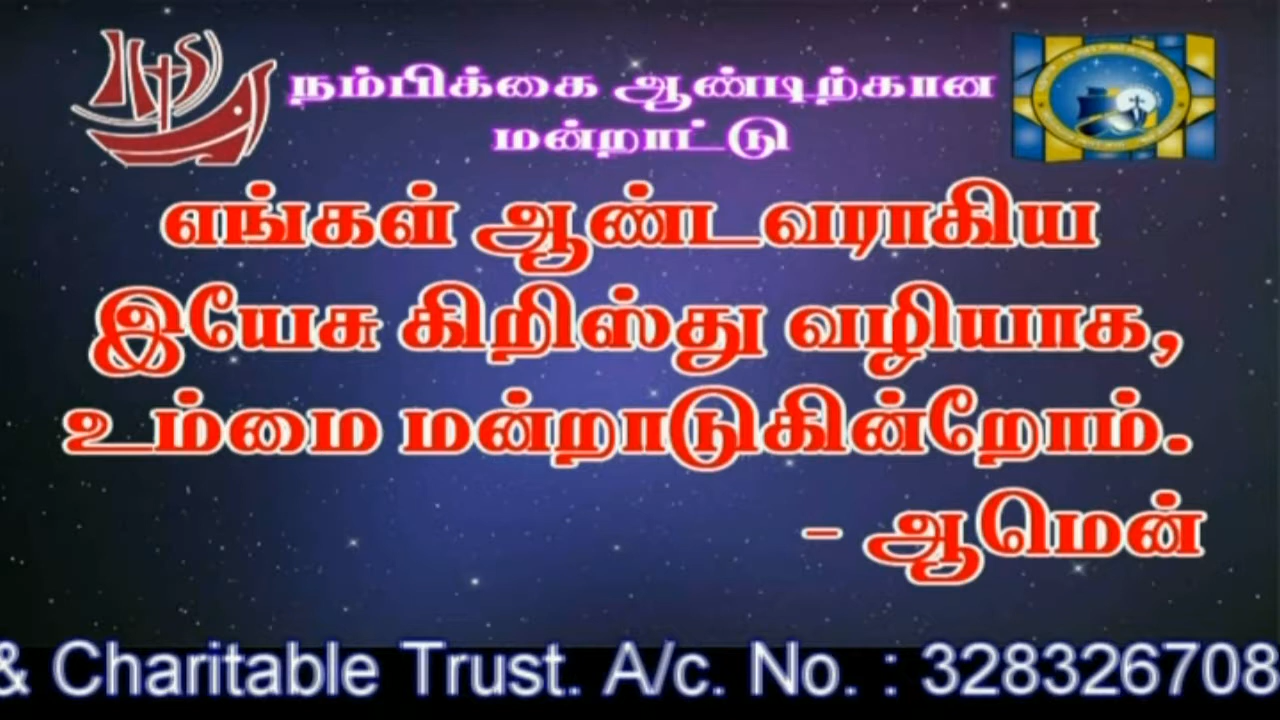 நம்பிக்கை ஆண்டிற்கான
மன்றாட்டு
எங்கள் ஆண்டவராகிய
இயேசு கிறிஸ்து வழியாக,
உம்மை மன்றாடுகின்றோம்.
- ஆமென்
& Charitable Trust. A/c. No. : 328326708